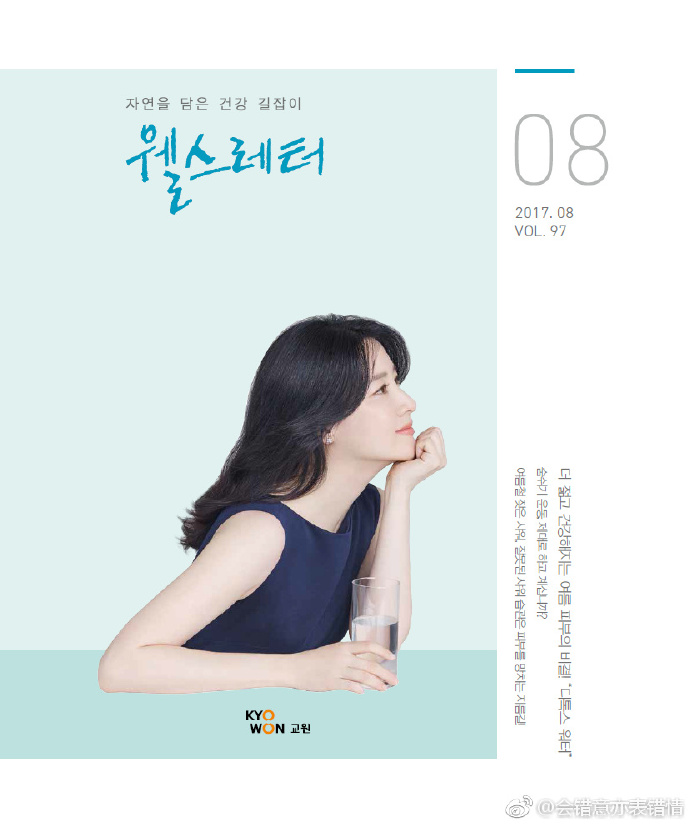 자연을 담은 건강 길잡이
웰스레터
08
2017. 08
VOL. 97
더 젊고 건강해지는 여름 피부의 비결! "디톡스 워터"
숨쉬기 운동 제대로 하고 계십니까?
여름철 잦은 샤워, 잘못된 샤워 습관은 피부를 망치는 지름길!
KYO
WON 교원
@会错意亦表错情